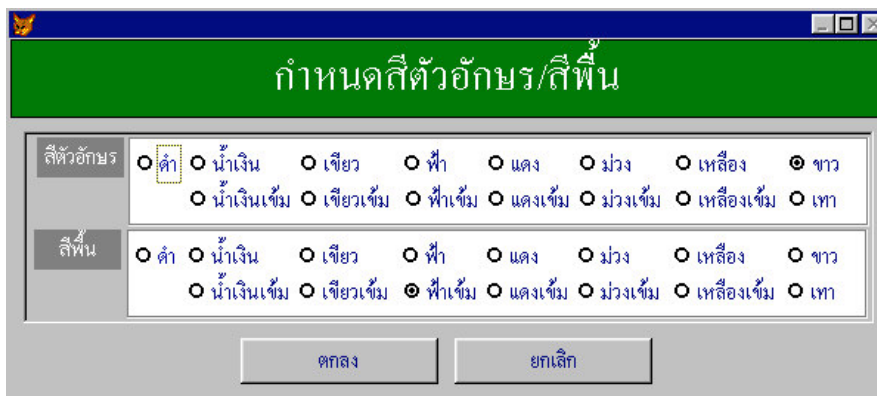 กำหนดสีตัวอักษร/สีพื้น
สีตัวอักษร ดำ น้ำเงิน เขียว ฟ้า แดง ม่วง เหลือง ขาว
น้ำเงินเข้ม เขียวเข้ม ฟ้าเข้ม แดงเข้ม ม่วงเข้ม เหลืองเข้ม เทา
สีพื้น ดำ น้ำเงิน เขียว ฟ้า แดง ม่วง เหลือง ขาว
น้ำเงินเข้ม เขียวเข้ม ฟ้าเข้ม แดงเข้ม ม่วงเข้ม เหลืองเข้ม เทา
ตกลง ยกเลิก